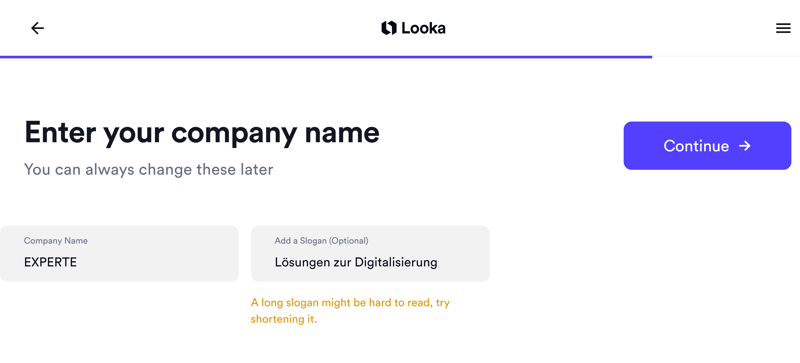 Looka
Enter your company name
Continue →
You can always change these later
Company Name
EXPERTE
Add a Slogan (Optional)
Lösungen zur Digitalisierung
A long slogan might be hard to read, try
shortening it.